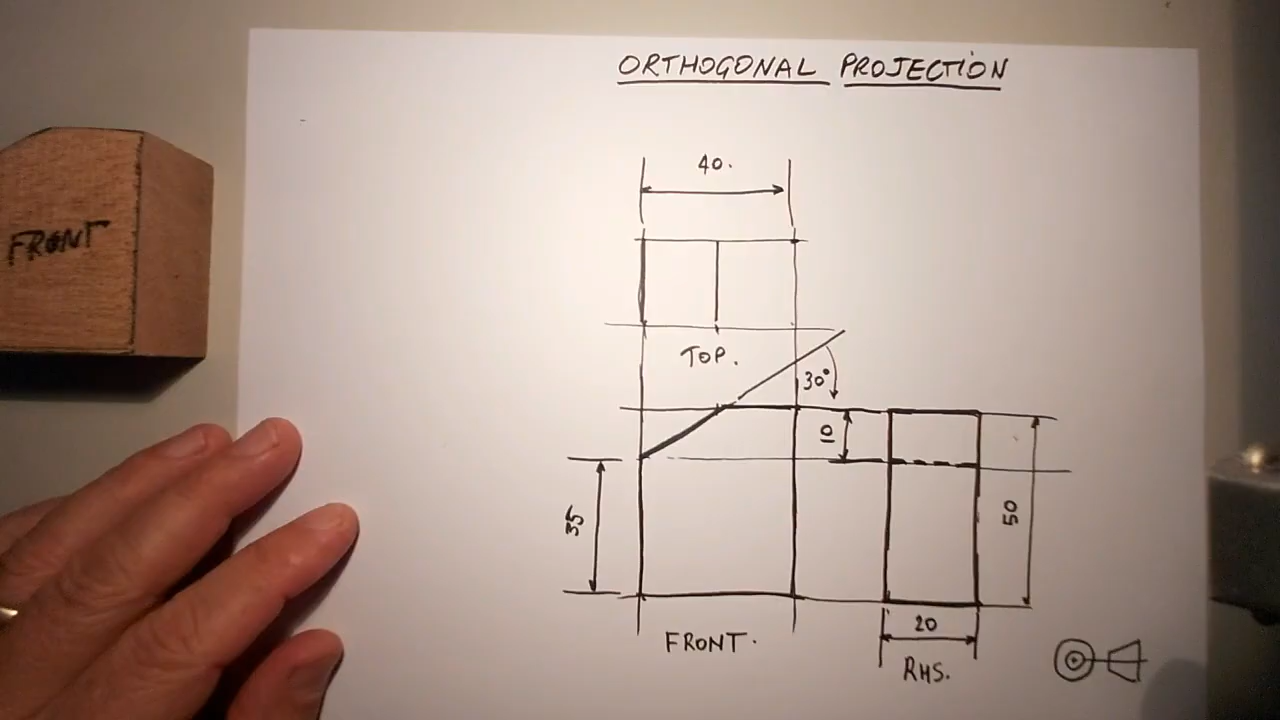 ORTHOGONAL PROJECTION
40.
FRONT
TOP.
30°
10
35
50
20
FRONT.
RHS.